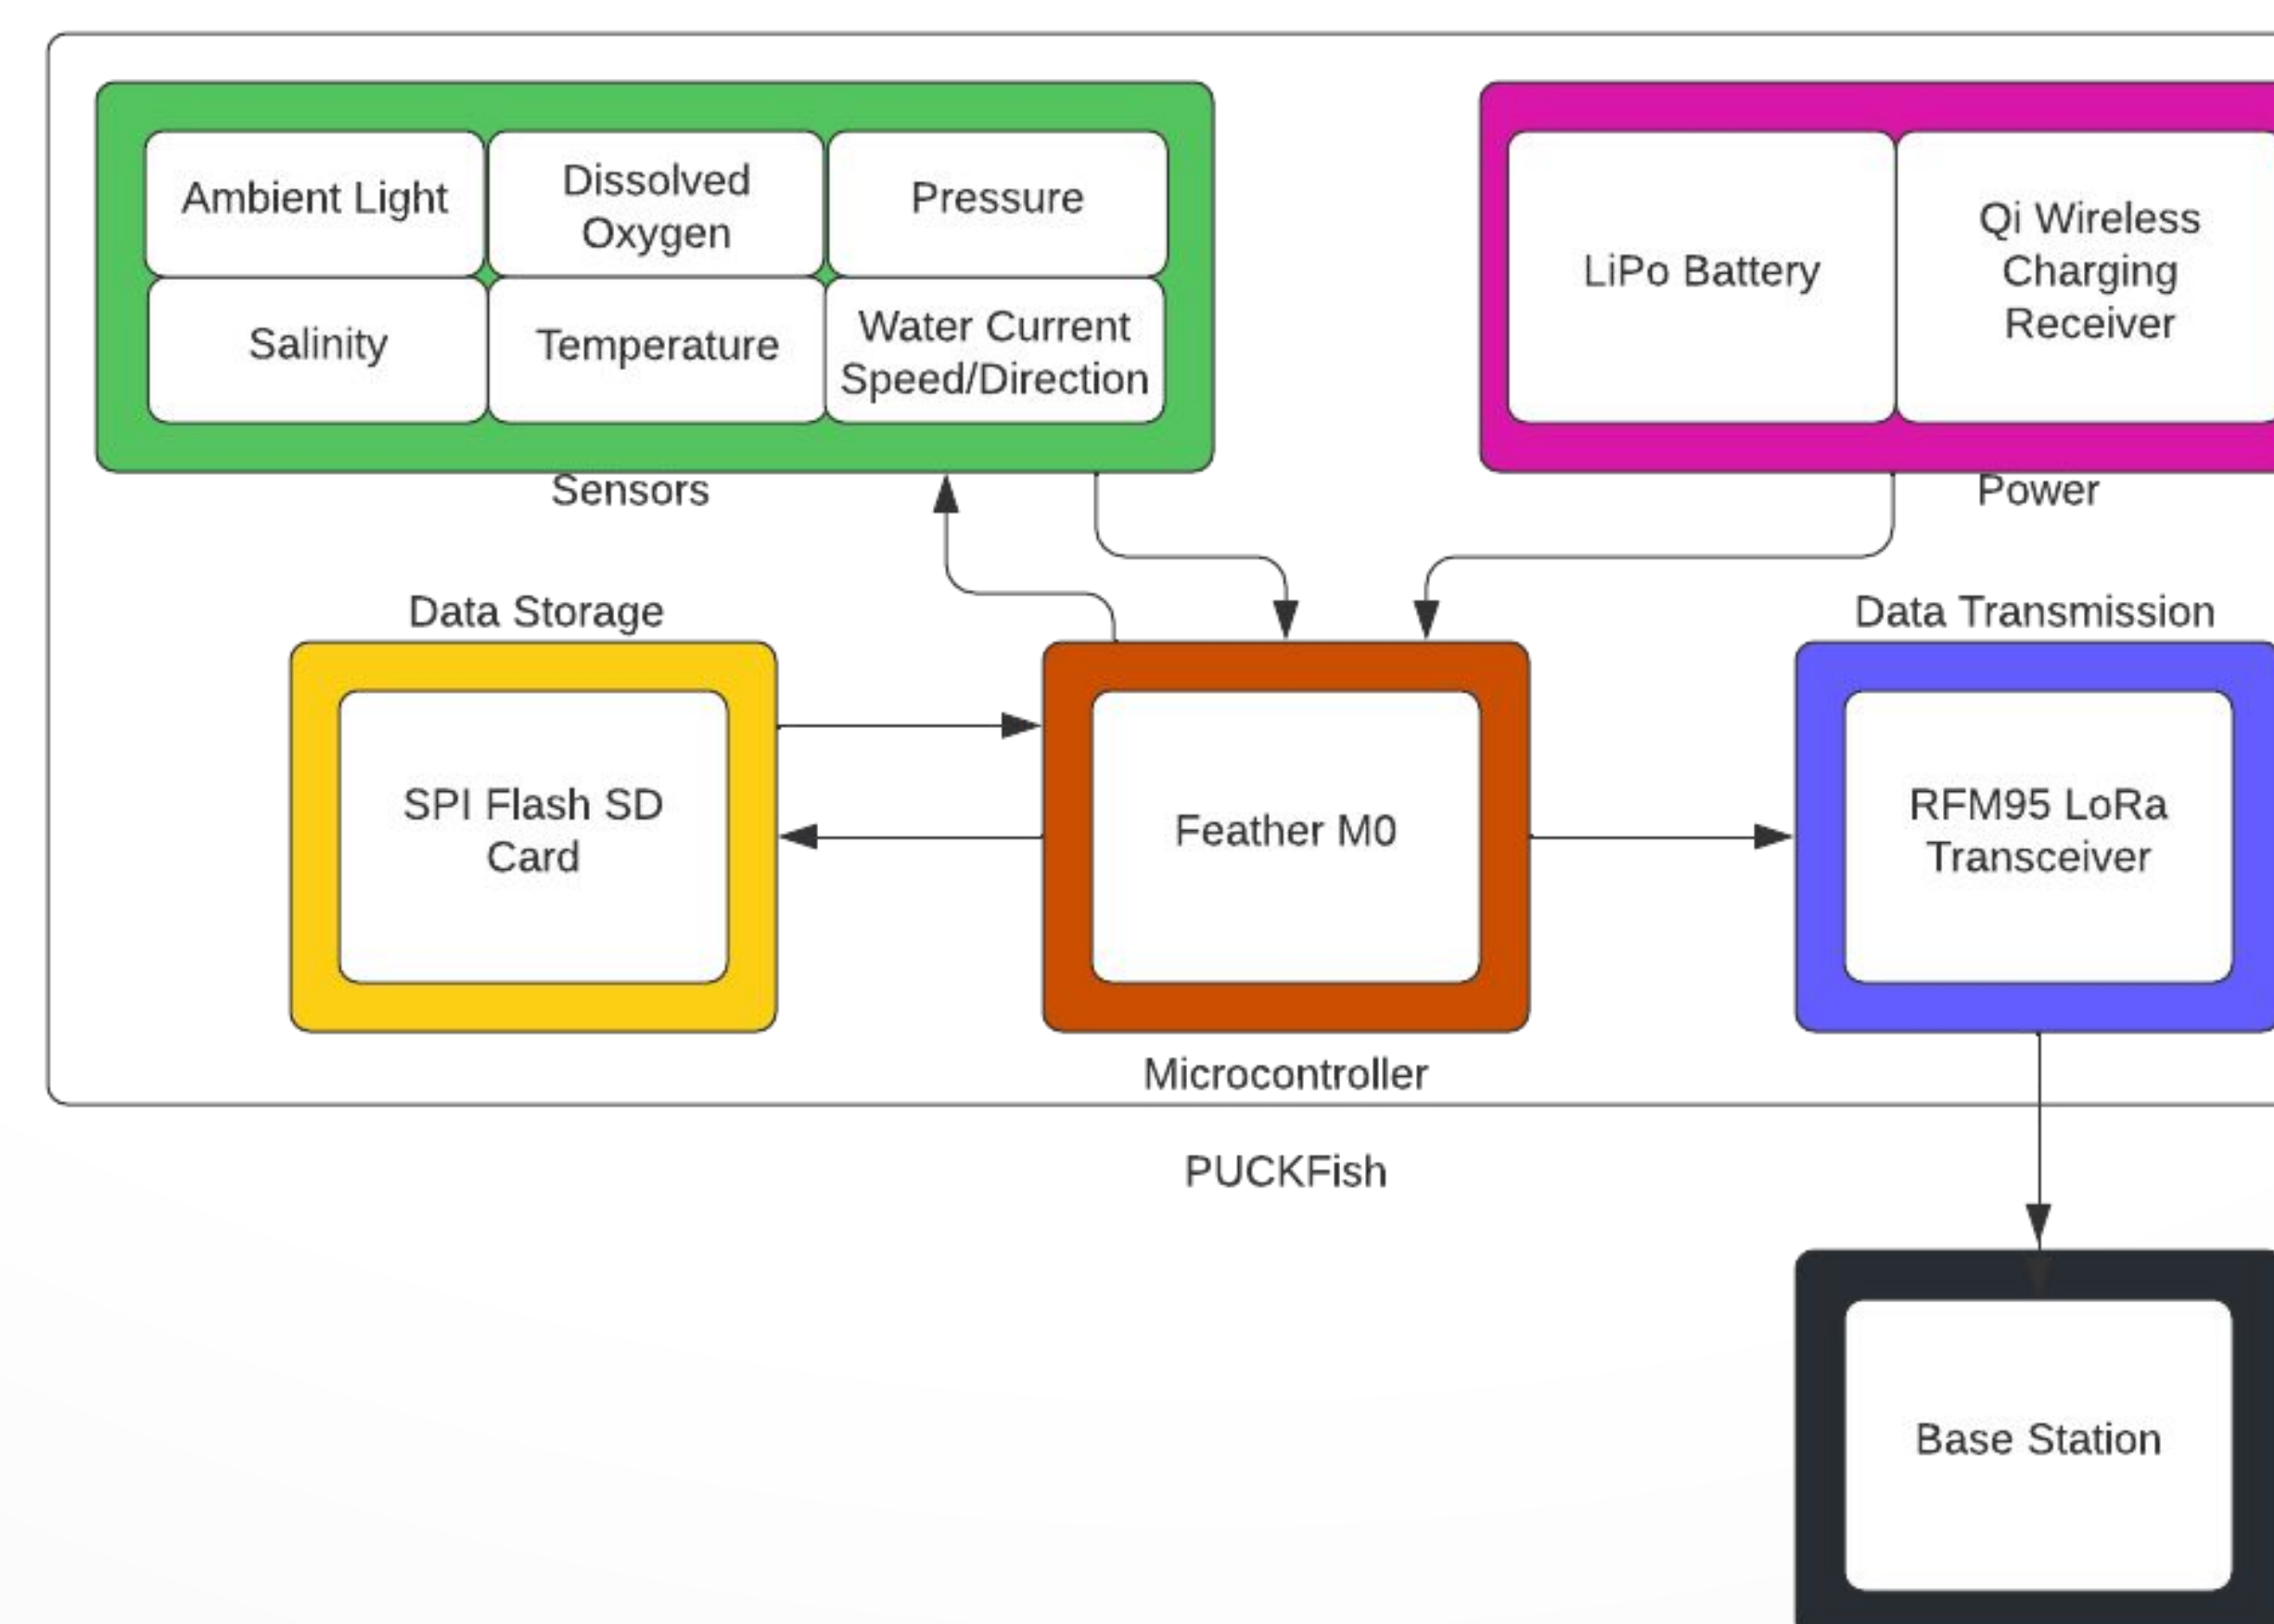 Ambient Light
Dissolved
Oxygen
Pressure
Salinity
Temperature
Water Current
Speed/Direction
Sensors
LiPo Battery
Qi Wireless
Charging
Receiver
Power
Data Storage
SPI Flash SD
Card
Feather M0
Microcontroller
Data Transmission
RFM95 LoRa
Transceiver
PUCKFish
Base Station